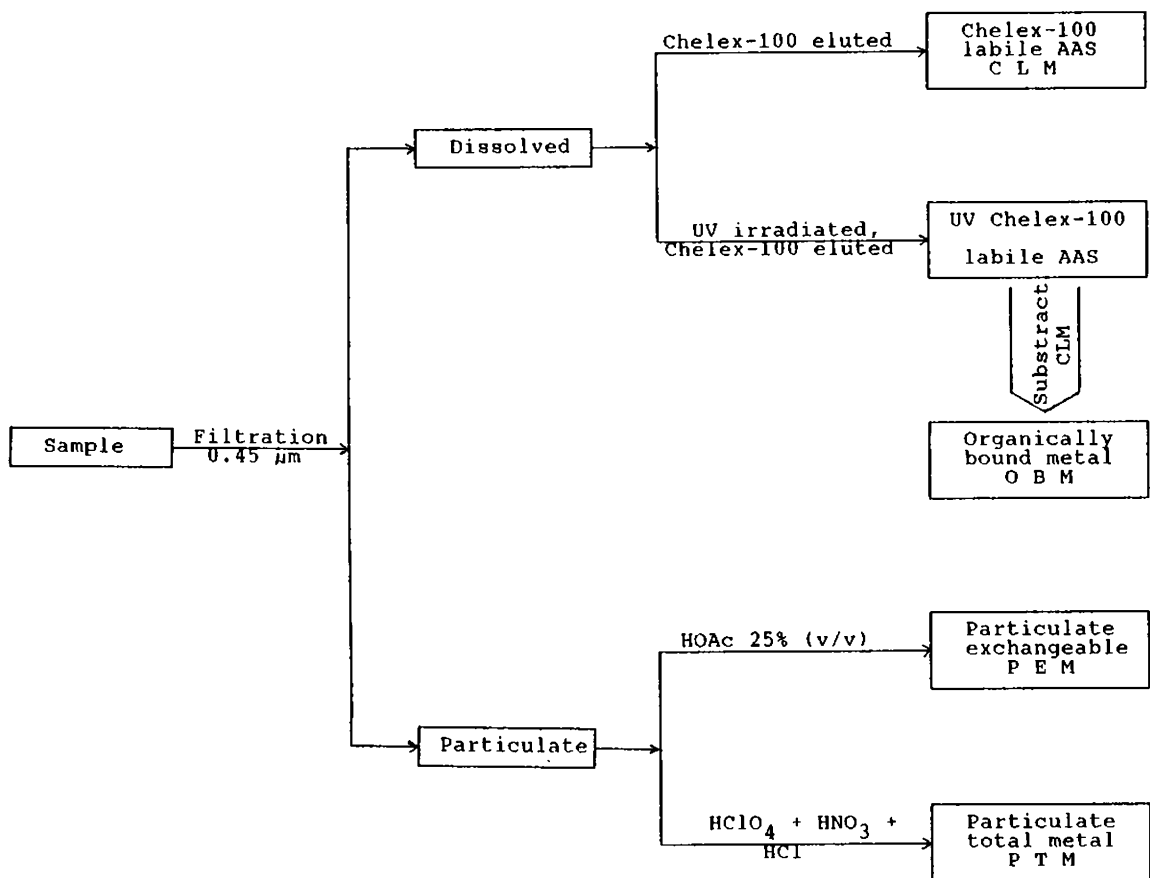 Chelex-100 eluted
Chelex-100
labile AAS
C L M
Dissolved
UV irradiated,
Chelex-100 eluted
UV Chelex-100
labile AAS
Substract
CLM
Sample
Filtration
0.45 µm
Organically
bound metal
O B M
HOAc 25% (v/v)
Particulate
exchangeable
P E M
Particulate
HClO4 + HNO3 +
HCl
Particulate
total metal
P T M